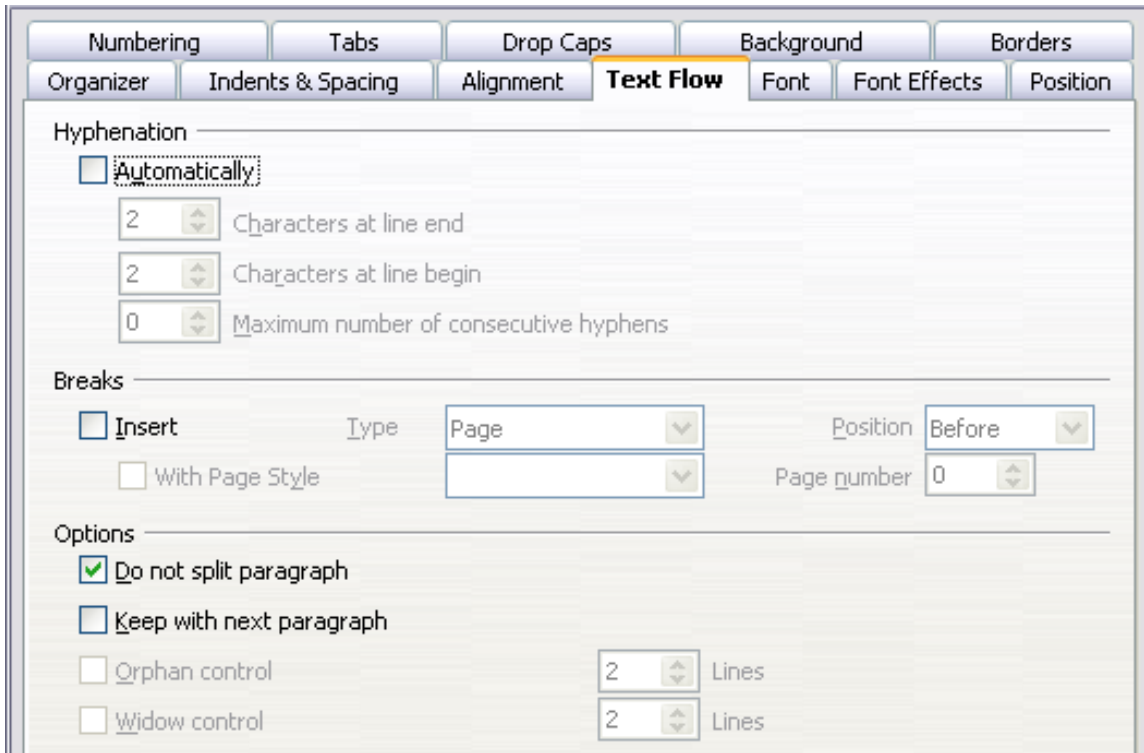 Numbering Tabs Drop Caps Background Borders
Organizer Indents & Spacing Alignment Text Flow Font Font Effects Position
Hyphenation
Automatically
2 Characters at line end
2 Characters at line begin
0 Maximum number of consecutive hyphens
Breaks
Insert Type Page Position Before
With Page Style Page number 0
Options
Do not split paragraph
Keep with next paragraph
Orphan control 2 Lines
Widow control 2 Lines